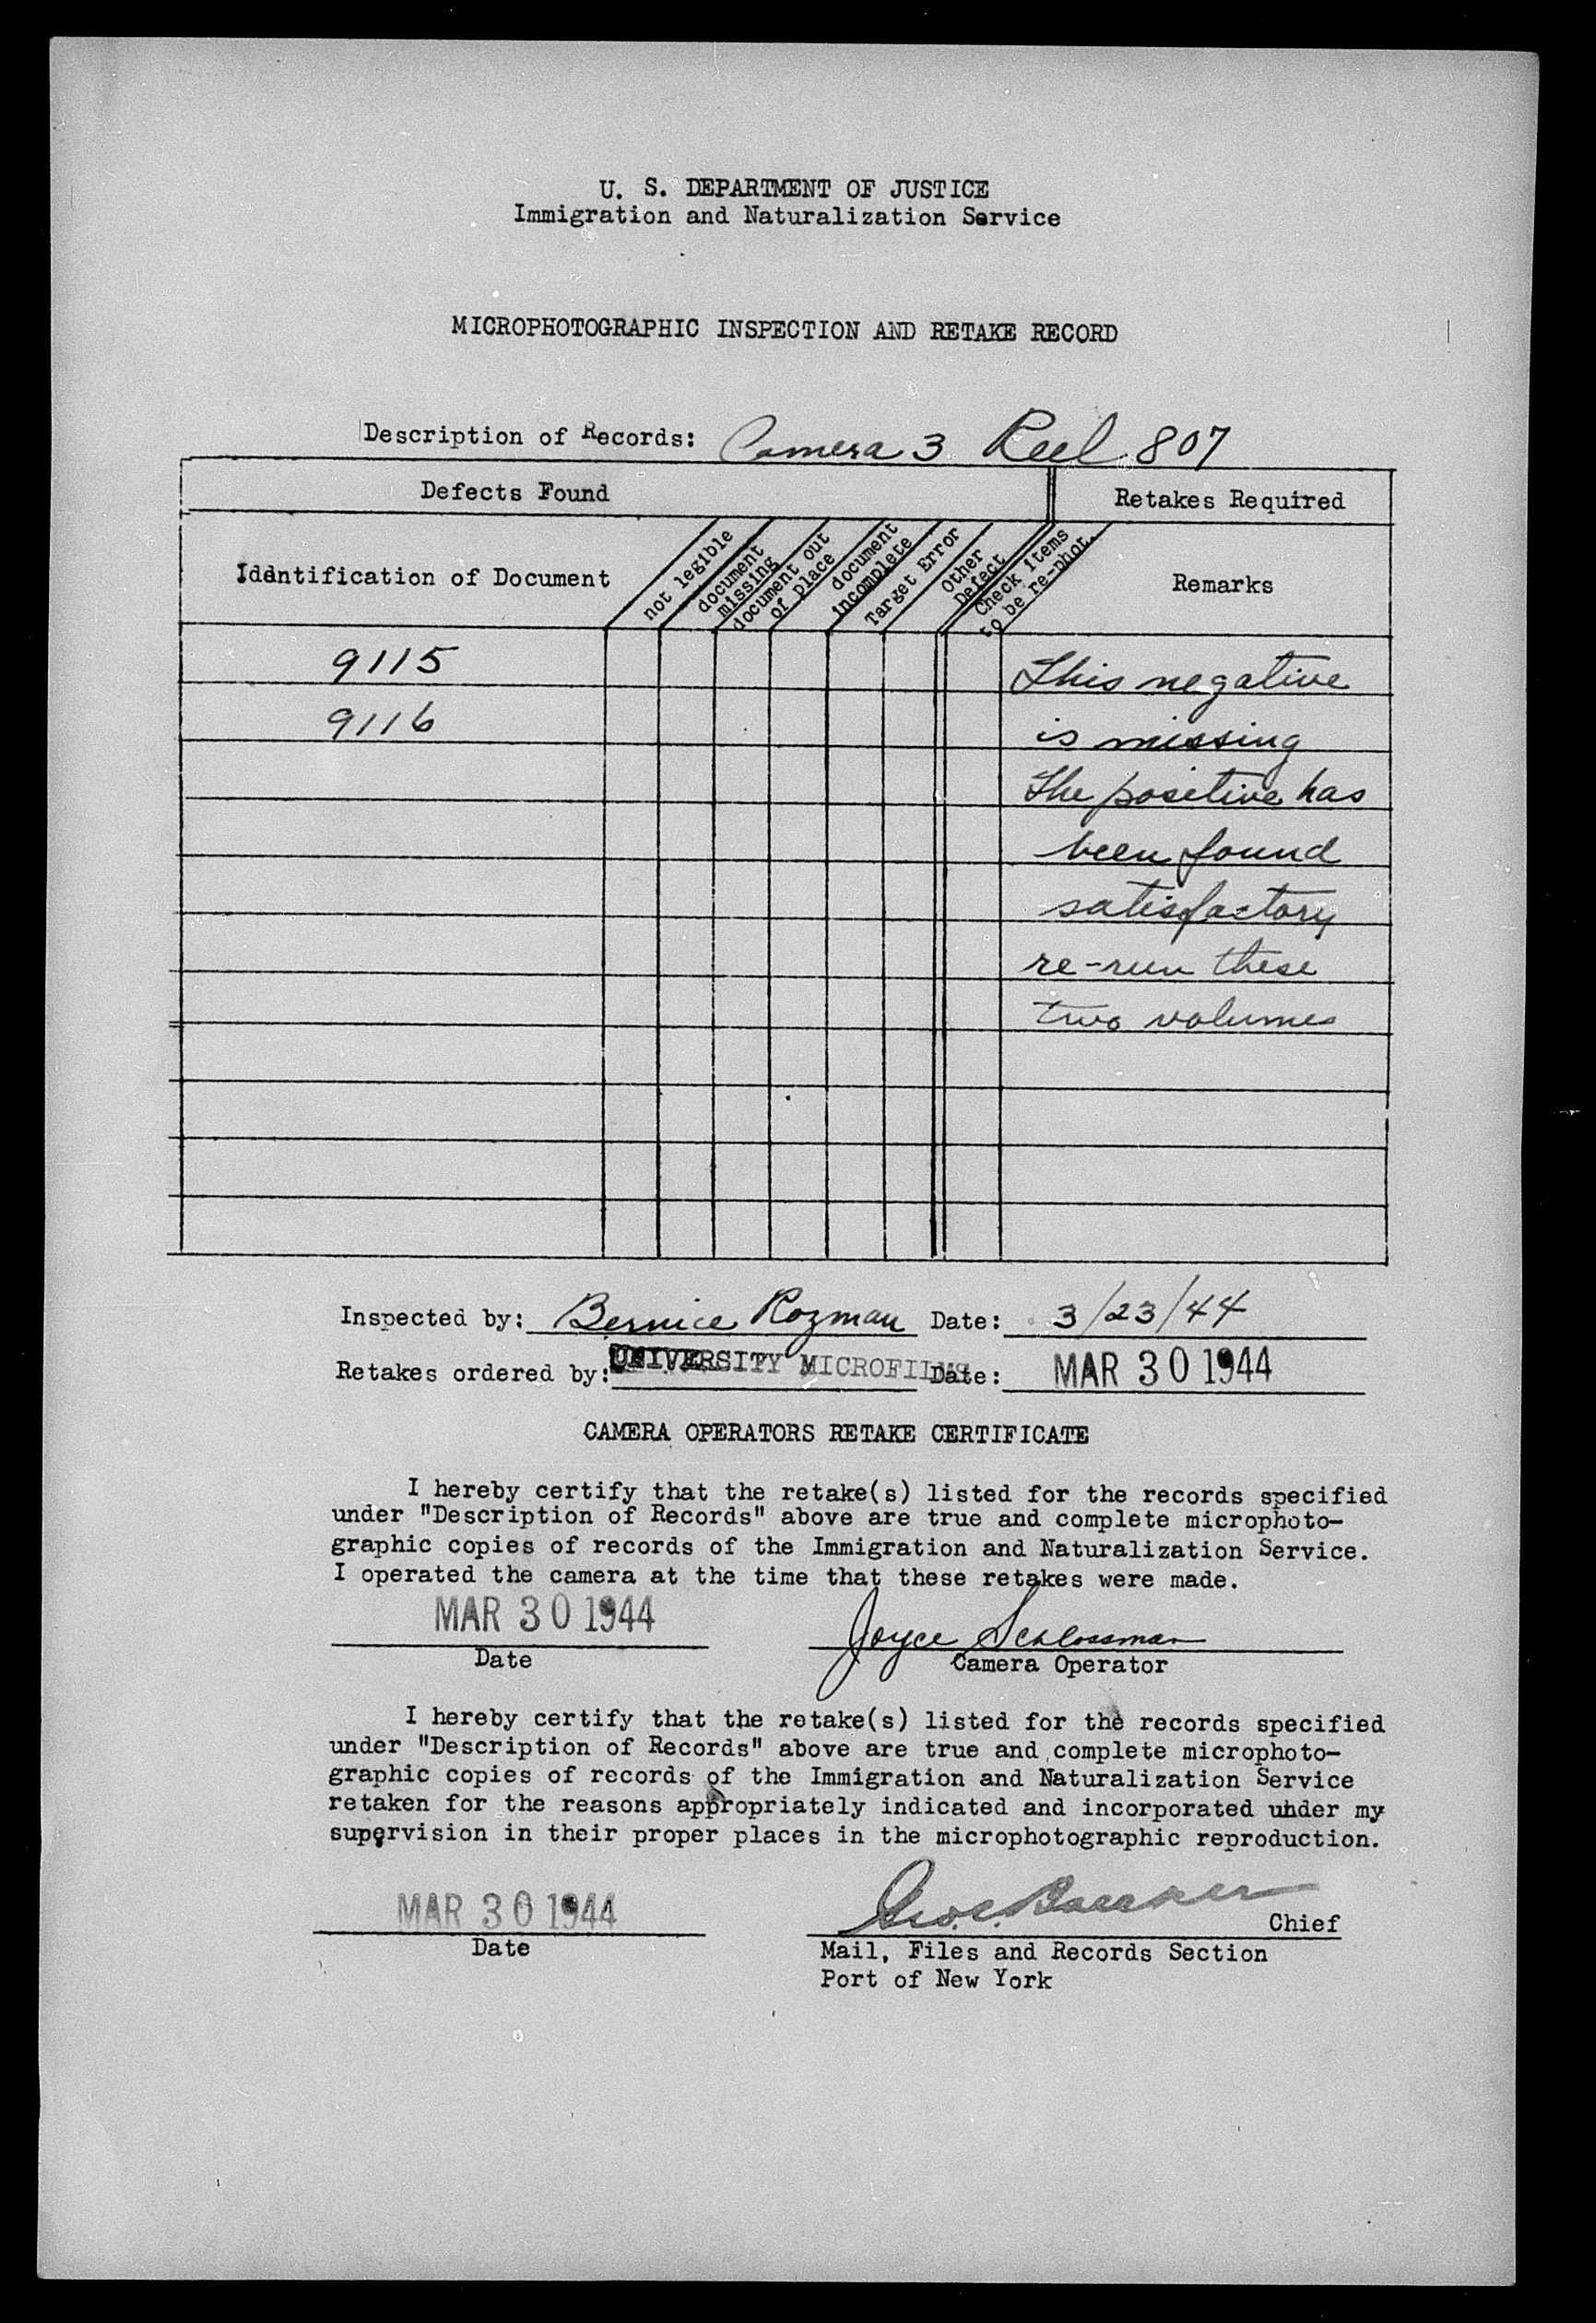 U. S. DEPARTMENT OF JUSTICE
Immigration and Naturalization Service
MICROPHOTOGRAPHIC INSPECTION AND RETAKE RECORD
Description of Records: Camera 3 Reel 807
Defects Found
Retakes Required
Idantification of Document
not legible
document missing
document out of place
document incomplete
Target Error
Other Defect
Check items to be re-phot.
Remarks
9115 This negative
9116 is missing
The positive has
been found
satisfactory
re-run these
two volumes
Inspected by: Bernice Rozman Date: 3/23/44
Retakes ordered by: UNIVERSITY MICROFILMS Date: MAR 30 1944
CAMERA OPERATORS RETAKE CERTIFICATE
I hereby certify that the retake(s) listed for the records specified
under "Description of Records" above are true and complete microphoto-
graphic copies of records of the Immigration and Naturalization Service.
I operated the camera at the time that these retakes were made.
MAR 30 1944 Joyce Schlossman
Date Camera Operator
I hereby certify that the retake(s) listed for the records specified
under "Description of Records" above are true and complete microphoto-
graphic copies of records of the Immigration and Naturalization Service
retaken for the reasons appropriately indicated and incorporated under my
supervision in their proper places in the microphotographic reproduction.
MAR 30 1944 Chief
Date Mail, Files and Records Section
Port of New York